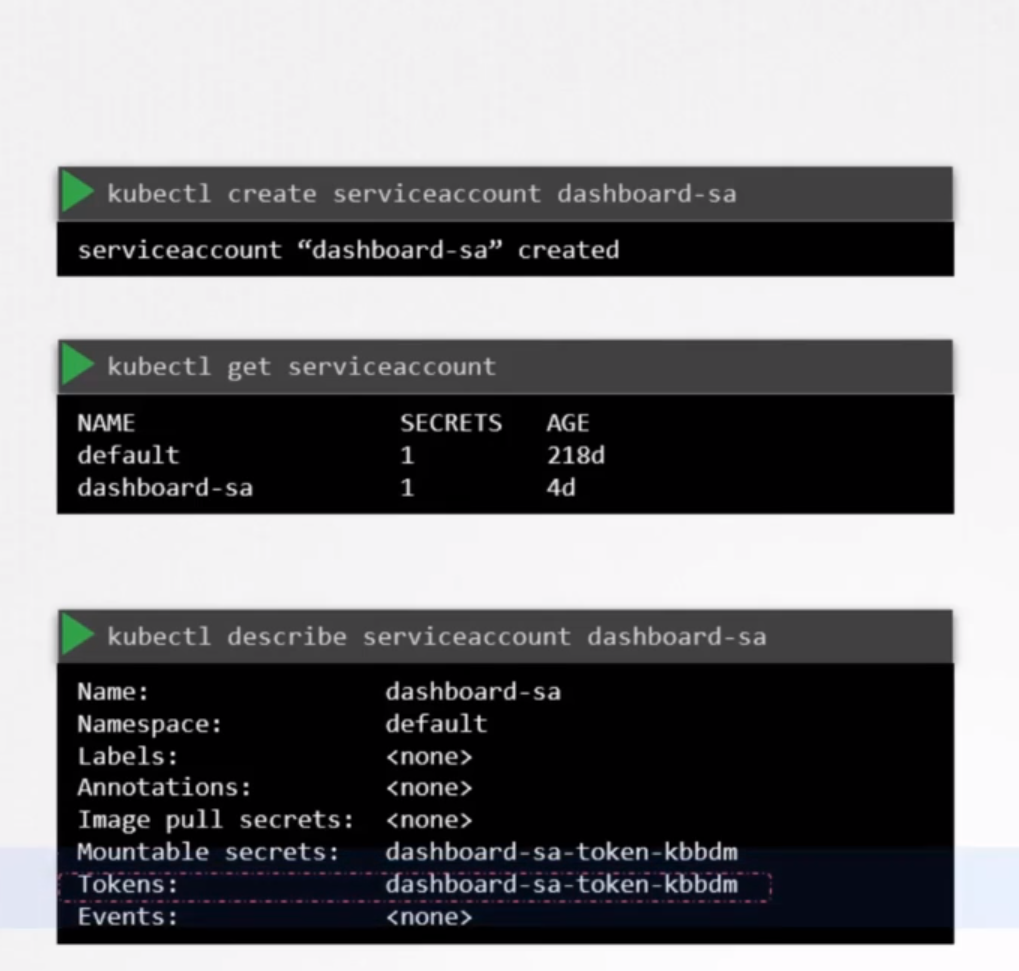 kubectl create serviceaccount dashboard-sa
serviceaccount “dashboard-sa” created
kubectl get serviceaccount
NAME SECRETS AGE
default 1 218d
dashboard-sa 1 4d
kubectl describe serviceaccount dashboard-sa
Name: dashboard-sa
Namespace: default
Labels: <none>
Annotations: <none>
Image pull secrets: <none>
Mountable secrets: dashboard-sa-token-kbbdm
Tokens: dashboard-sa-token-kbbdm
Events: <none>